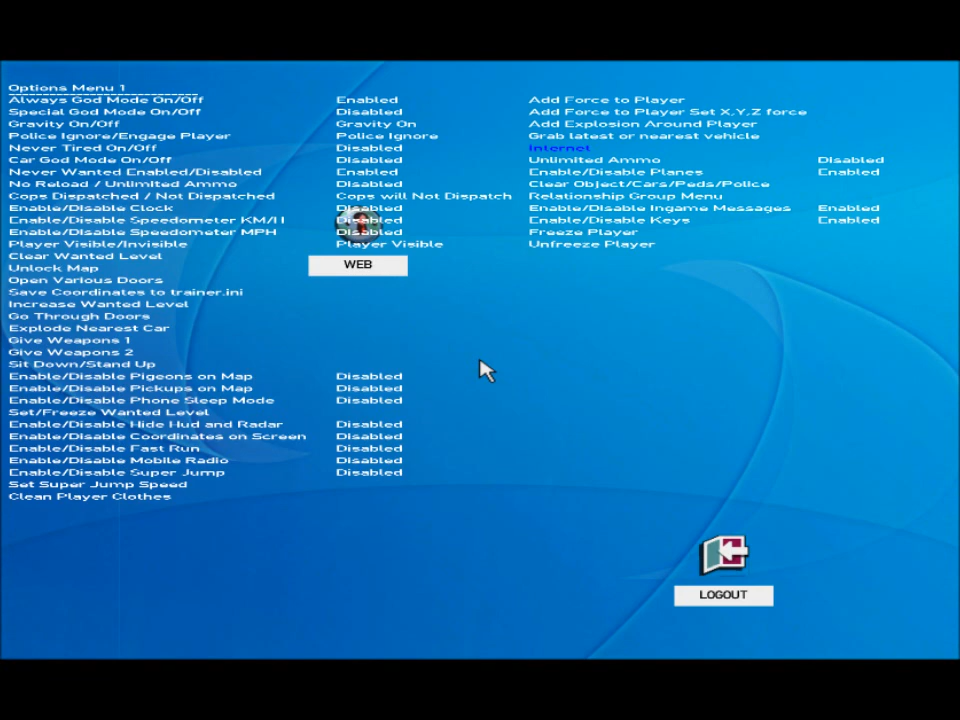 Options Menu 1
Always God Mode On/Off Enabled Add Force to Player
Special God Mode On/Off Disabled Add Force to Player Set X,Y,Z force
Gravity On/Off Gravity On Add Explosion Around Player
Police Ignore/Engage Player Police Ignore Grab latest or nearest vehicle
Never Tired On/Off Disabled Internet
Car God Mode On/Off Disabled Unlimited Ammo Disabled
Never Wanted Enabled/Disabled Enabled Enable/Disable Planes Enabled
No Reload / Unlimited Ammo Disabled Clear Object/Cars/Peds/Police
Cops Dispatched / Not Dispatched Cops will Not Dispatch Relationship Group Menu
Enable/Disable Clock Disabled Enable/Disable Ingame Messages Enabled
Enable/Disable Speedometer KM/H Disabled Enable/Disable Keys Enabled
Enable/Disable Speedometer MPH Disabled Freeze Player
Player Visible/Invisible Player Visible Unfreeze Player
Clear Wanted Level
WEB
Unlock Map
Open Various Doors
Save Coordinates to trainer.ini
Increase Wanted Level
Go Through Doors
Explode Nearest Car
Give Weapons 1
Give Weapons 2
Sit Down/Stand Up
Enable/Disable Pigeons on Map Disabled
Enable/Disable Pickups on Map Disabled
Enable/Disable Phone Sleep Mode Disabled
Set/Freeze Wanted Level
Enable/Disable Hide Hud and Radar Disabled
Enable/Disable Coordinates on Screen Disabled
Enable/Disable Fast Run Disabled
Enable/Disable Mobile Radio Disabled
Enable/Disable Super Jump Disabled
Set Super Jump Speed
Clean Player Clothes
LOGOUT